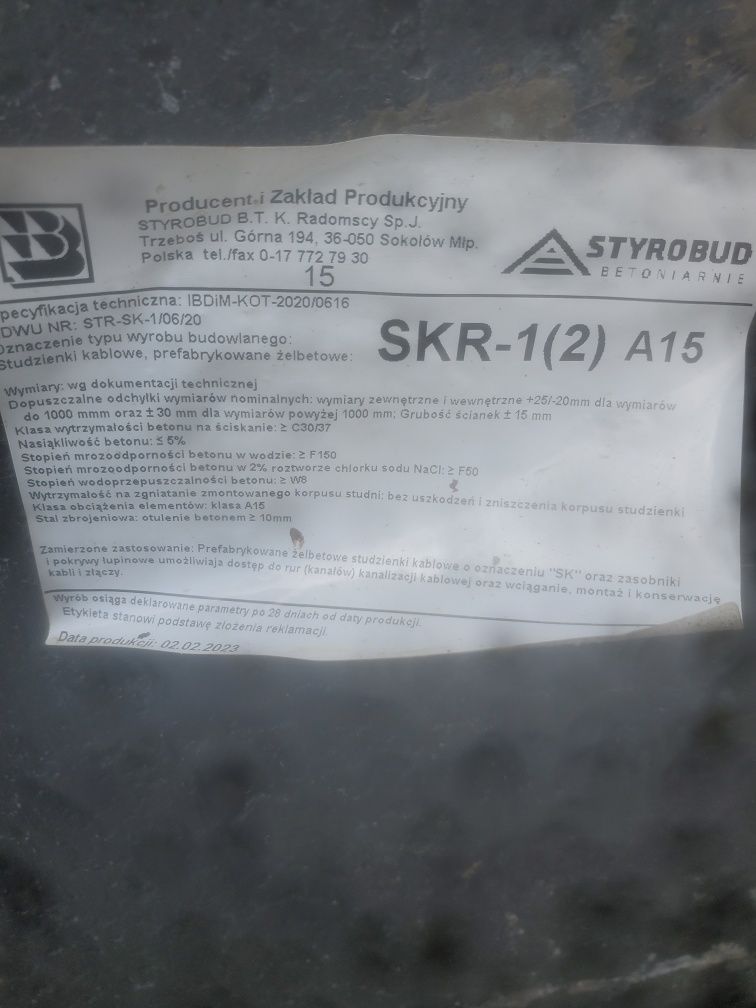 Producent i Zakład Produkcyjny
STYROBUD B.T. K. Radomscy Sp.J.
Trzeboś ul. Górna 194, 36-050 Sokołów Młp.
Polska tel./fax 0-17 772 79 30
15
STYROBUD
BETONIARNIE
pecyfikacja techniczna: IBDiM-KOT-2020/0616
DWU NR: STR-SK-1/06/20
Oznaczenie typu wyrobu budowlanego:
Studzienki kablowe, prefabrykowane żelbetowe:
SKR-1(2) A15
Wymiary: wg dokumentacji technicznej
Dopuszczalne odchyłki wymiarów nominalnych: wymiary zewnętrzne i wewnętrzne +25/-20mm dla wymiarów
do 1000 mmm oraz ± 30 mm dla wymiarów powyżej 1000 mm; Grubość ścianek ± 15 mm
Klasa wytrzymałości betonu na ściskanie: ≥ C30/37
Nasiąkliwość betonu: ≤ 5%
Stopień mrozoodporności betonu w wodzie: ≥ F150
Stopień mrozoodporności betonu w 2% roztworze chlorku sodu NaCl: ≥ F50
Stopień wodoprzepuszczalności betonu: ≥ W8
Wytrzymałość na zgniatanie zmontowanego korpusu studni: bez uszkodzeń i zniszczenia korpusu studzienki
Klasa obciążenia elementów: klasa A15
Stal zbrojeniowa: otulenie betonem ≥ 10mm
Zamierzone zastosowanie: Prefabrykowane żelbetowe studzienki kablowe o oznaczeniu "SK" oraz zasobniki
i pokrywy łupinowe umożliwiaja dostęp do rur (kanałów) kanalizacji kablowej oraz wciąganie, montaż i konserwację
kabli i złączy.
Wyrób osiąga deklarowane parametry po 28 dniach od daty produkcji.
Etykieta stanowi podstawę złożenia reklamacji.
Data produkcji: 02.02.2023